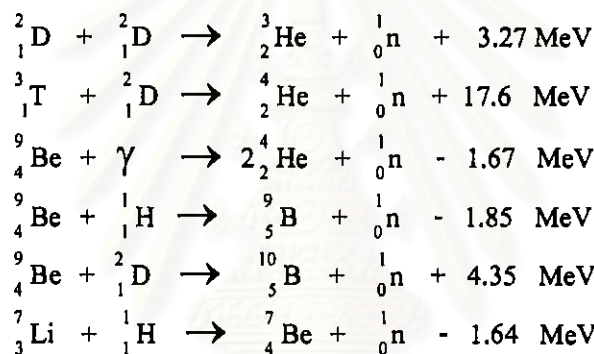 ²₁D + ²₁D → ³₂He + ¹₀n + 3.27 MeV
³₁T + ²₁D → ⁴₂He + ¹₀n + 17.6 MeV
⁹₄Be + γ → 2⁴₂He + ¹₀n - 1.67 MeV
⁹₄Be + ¹₁H → ⁹₅B + ¹₀n - 1.85 MeV
⁹₄Be + ²₁D → ¹⁰₅B + ¹₀n + 4.35 MeV
⁷₃Li + ¹₁H → ⁷₄Be + ¹₀n - 1.64 MeV